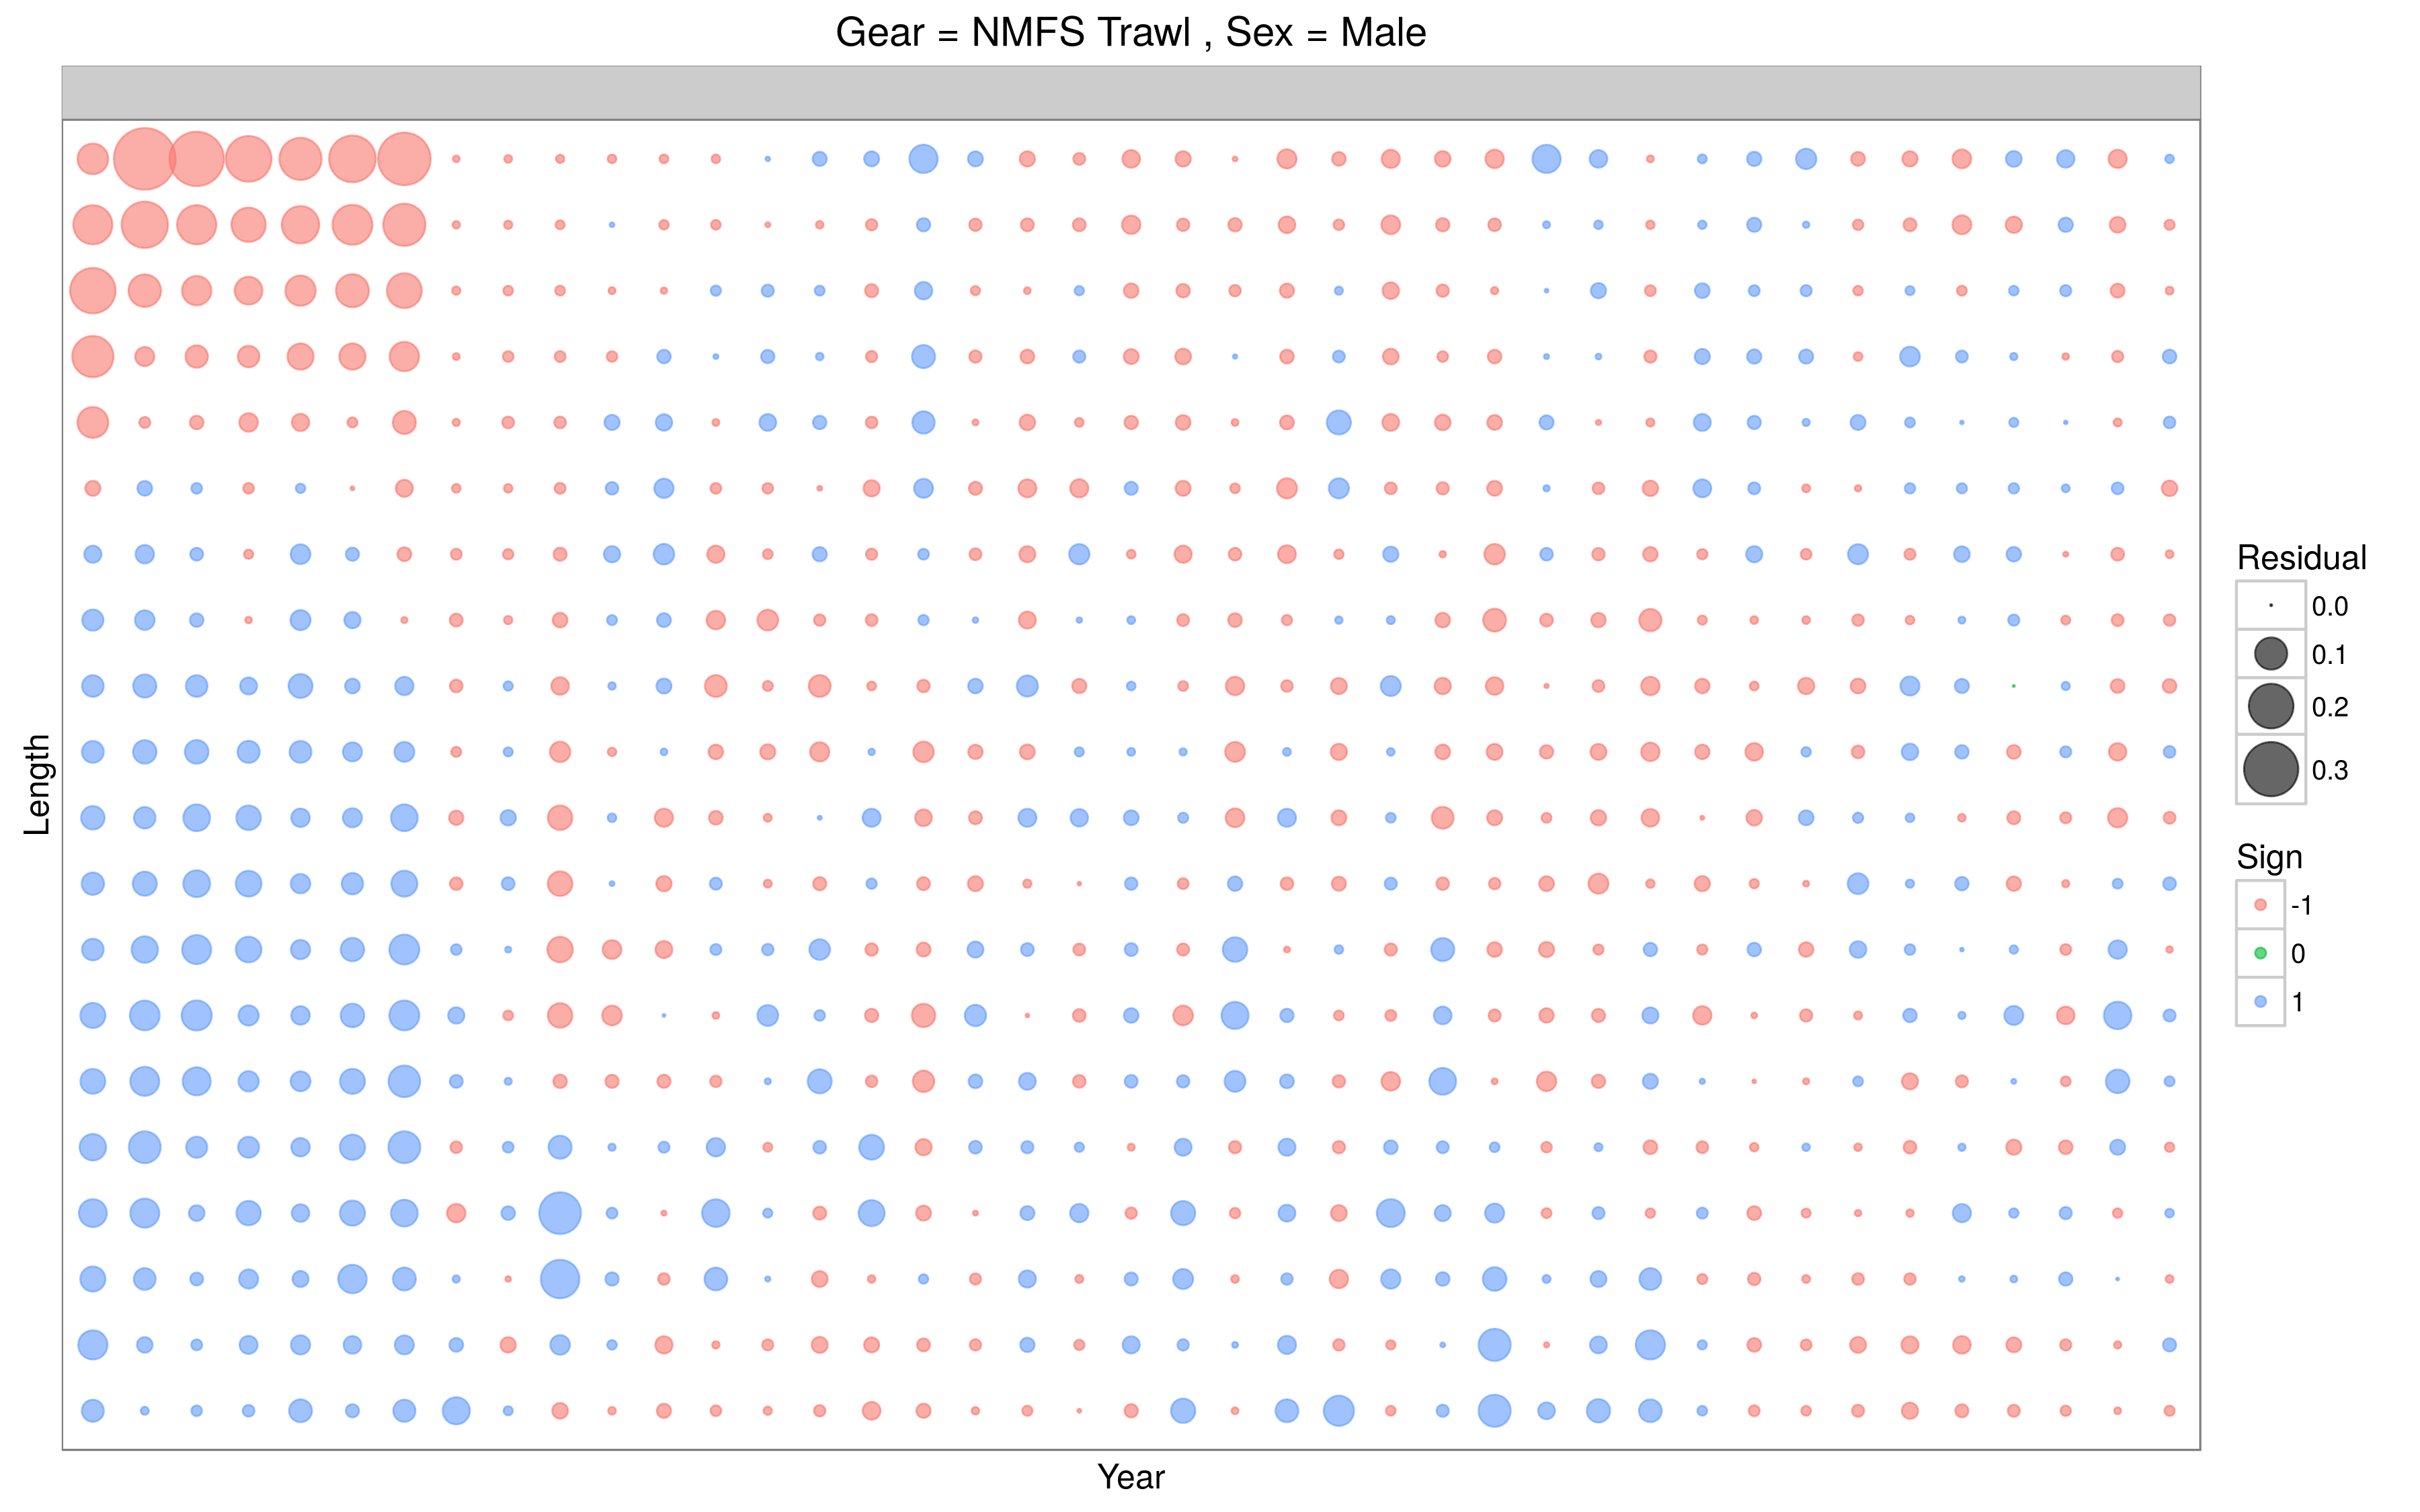 Gear = NMFS Trawl , Sex = Male
Length
Year
Residual
0.0
0.1
0.2
0.3
Sign
-1
0
1